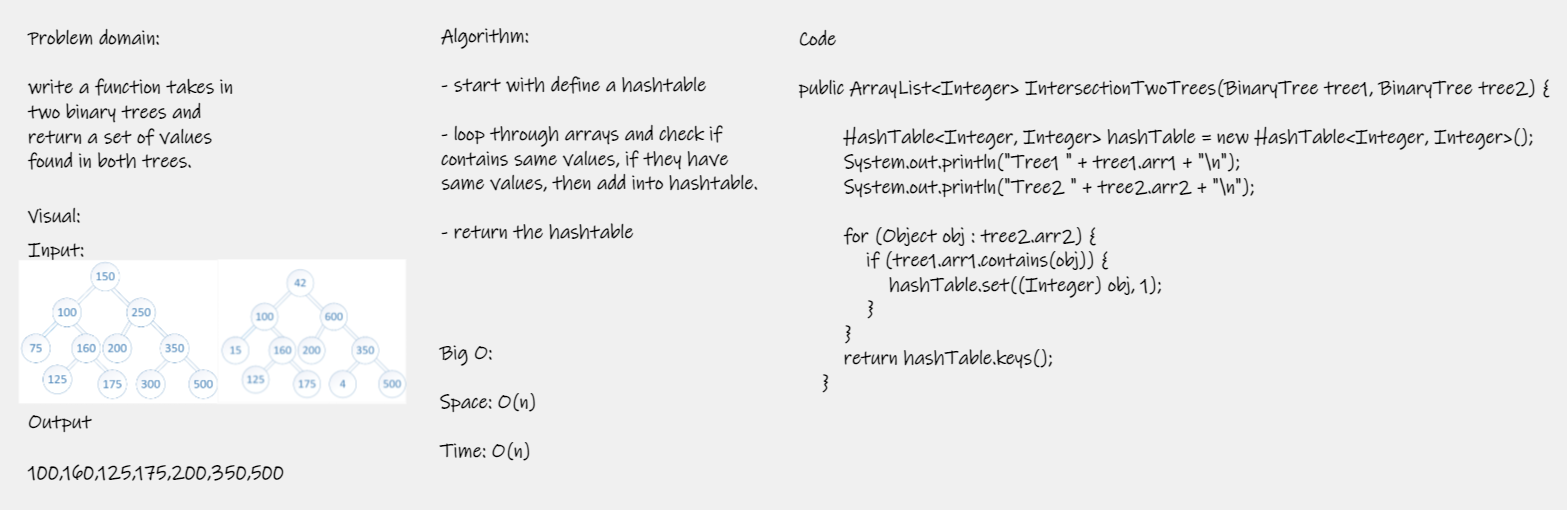 Problem domain:
write a function takes in
two binary trees and
return a set of values
found in both trees.
Visual:
Input:
150
100 250
75 160 200 350
125 175 300 500
42
100 600
15 160 200 350
125 175 4 500
Output
100,160,125,175,200,350,500
Algorithm:
- start with define a hashtable
- loop through arrays and check if
contains same values, if they have
same values, then add into hashtable.
- return the hashtable
Big O:
Space: O(n)
Time: O(n)
Code
public ArrayList<Integer> IntersectionTwoTrees(BinaryTree tree1, BinaryTree tree2) {
HashTable<Integer, Integer> hashTable = new HashTable<Integer, Integer>();
System.out.println("Tree1 " + tree1.arr1 + "\n");
System.out.println("Tree2 " + tree2.arr2 + "\n");
for (Object obj : tree2.arr2) {
if (tree1.arr1.contains(obj)) {
hashTable.set((Integer) obj, 1);
}
}
return hashTable.keys();
}